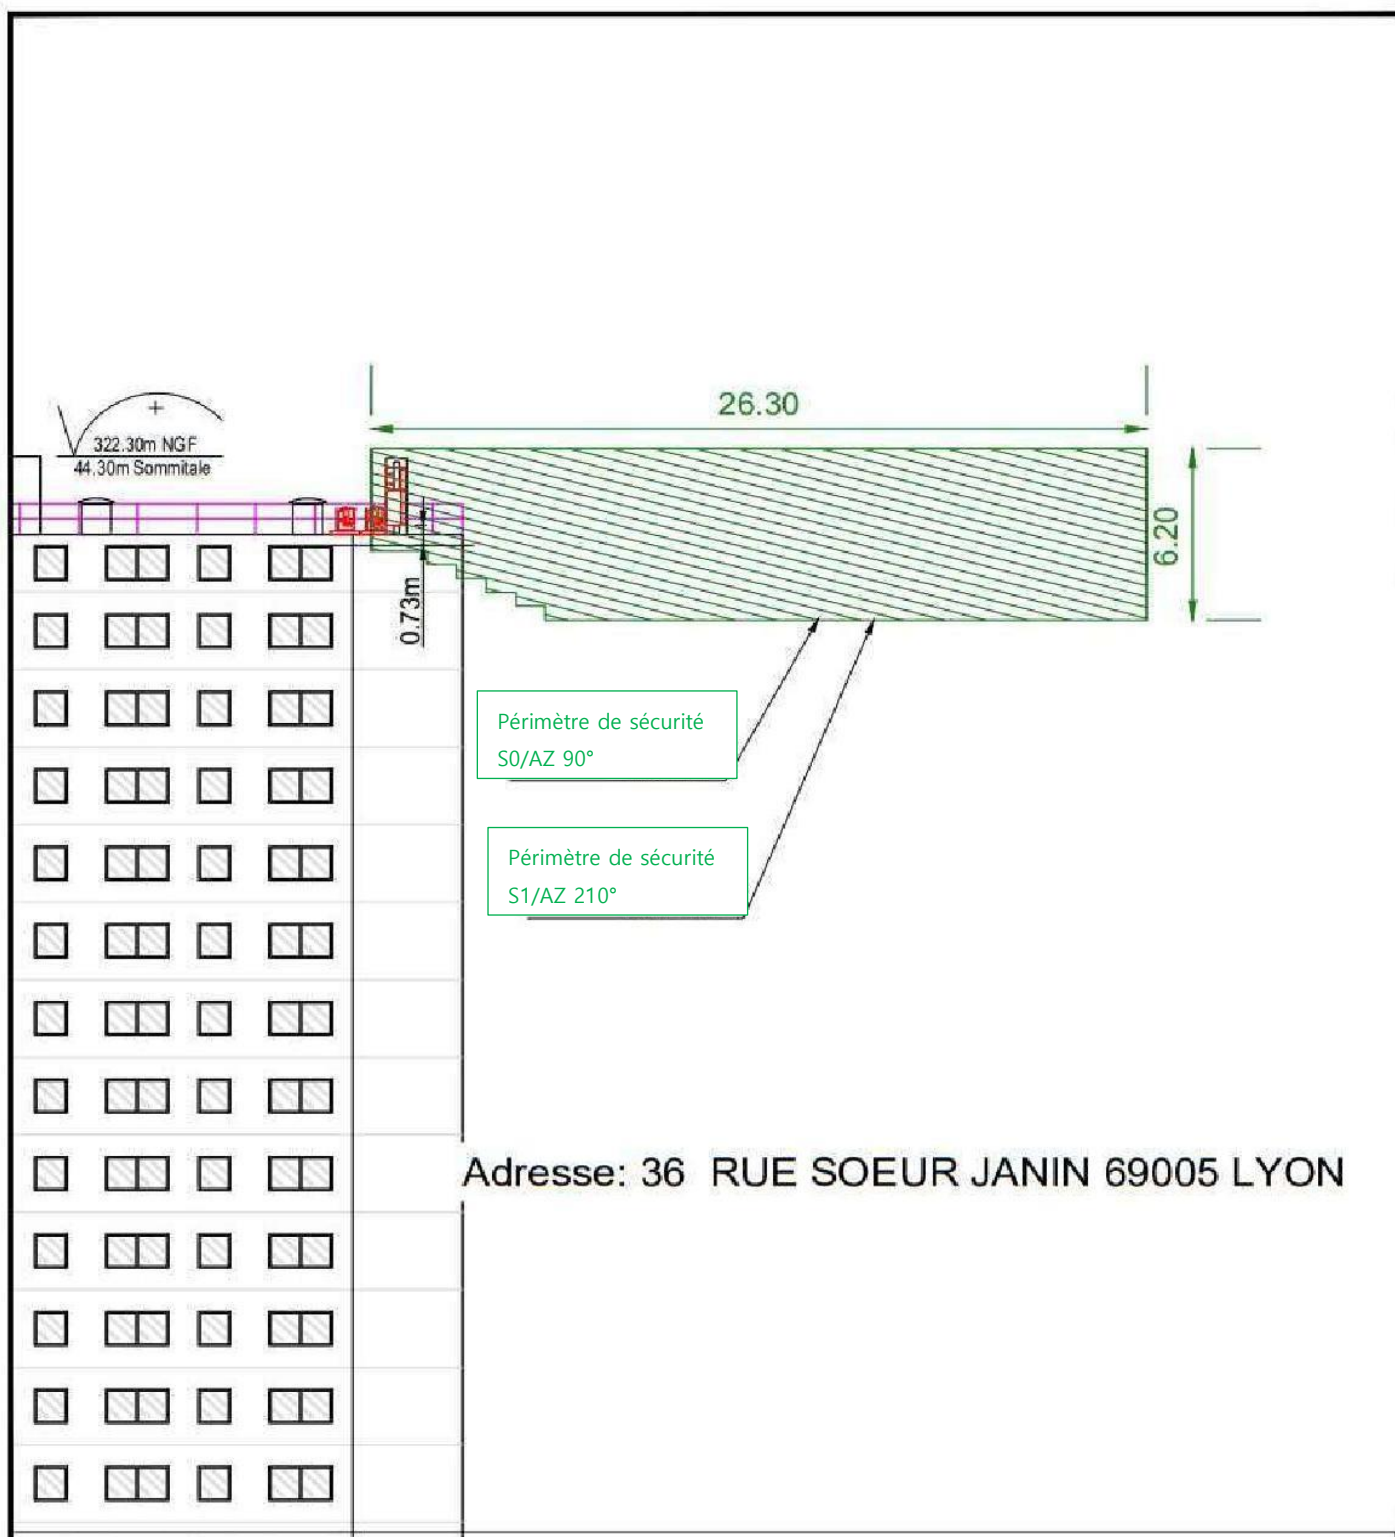 26.30
322.30m NGF
44.30m Sommitale
6.20
0.73m
Périmètre de sécurité
S0/AZ 90°
Périmètre de sécurité
S1/AZ 210°
Adresse: 36 RUE SOEUR JANIN 69005 LYON